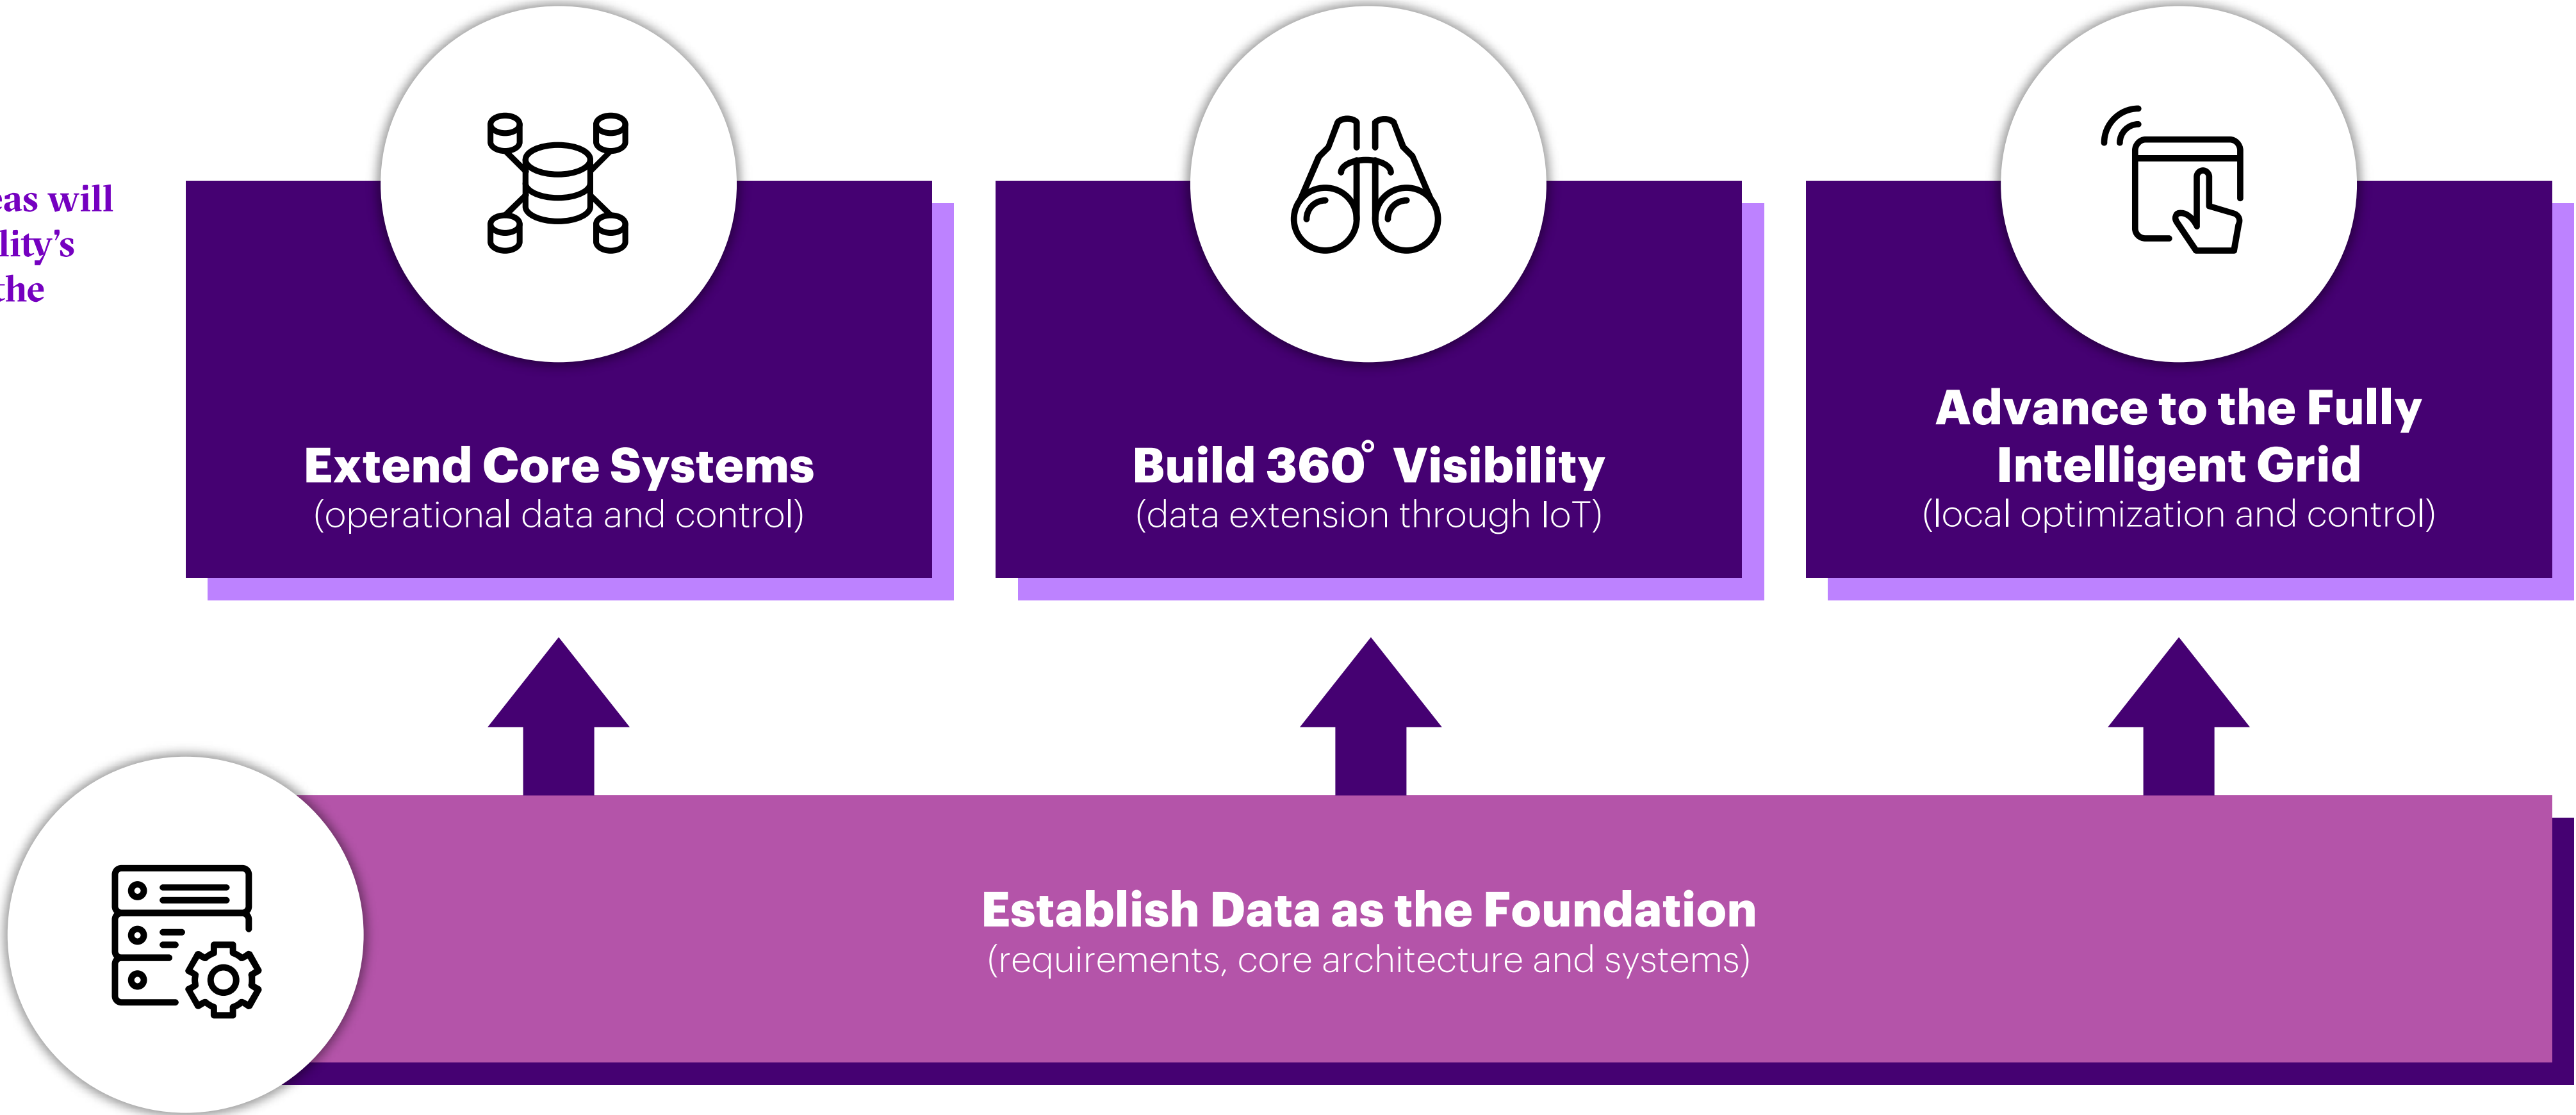 eas will
lity’s
the
Extend Core Systems
(operational data and control)
Build 360° Visibility
(data extension through IoT)
Advance to the Fully
Intelligent Grid
(local optimization and control)
Establish Data as the Foundation
(requirements, core architecture and systems)